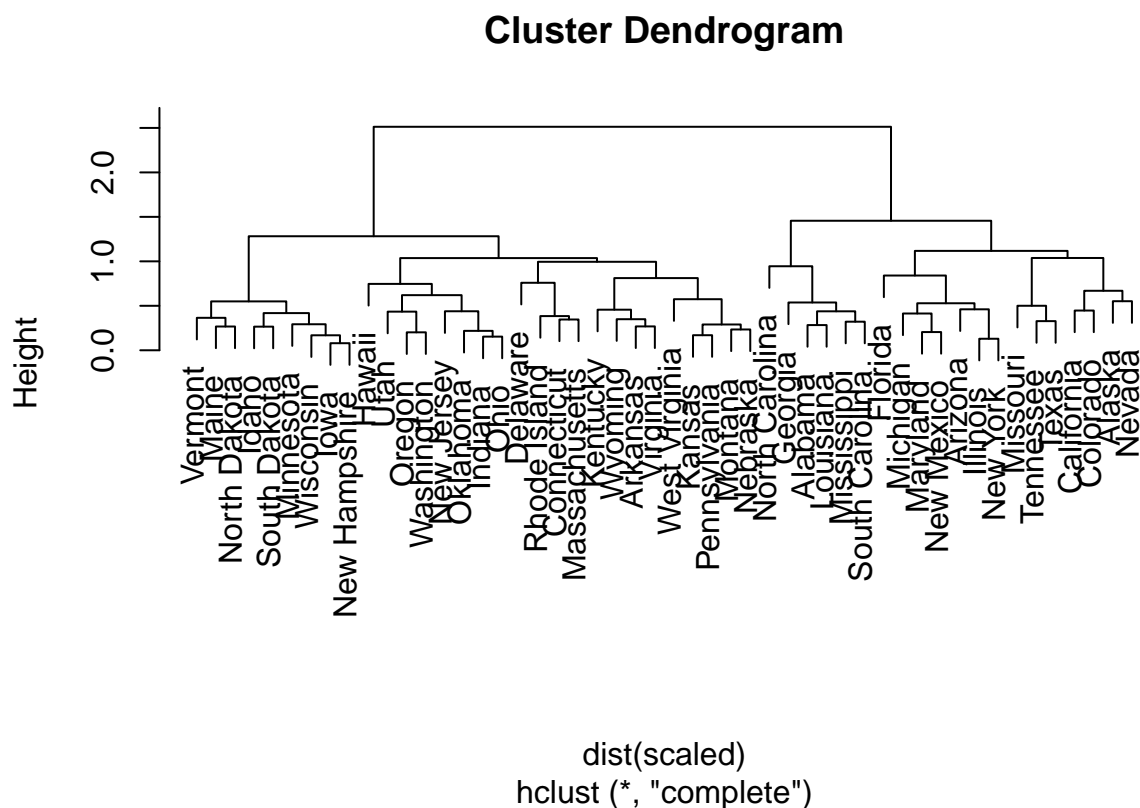 Cluster Dendrogram
Height
0.0
1.0
2.0
Vermont
Maine
North Dakota
Idaho
South Dakota
Minnesota
Wisconsin
Iowa
New Hampshire
Hawaii
Utah
Oregon
Washington
New Jersey
Oklahoma
Indiana
Ohio
Delaware
Rhode Island
Connecticut
Massachusetts
Kentucky
Wyoming
Arkansas
Virginia
West Virginia
Kansas
Pennsylvania
Montana
Nebraska
North Carolina
Georgia
Alabama
Louisiana
Mississippi
South Carolina
Florida
Michigan
Maryland
New Mexico
Arizona
Illinois
New York
Missouri
Tennessee
Texas
California
Colorado
Alaska
Nevada
dist(scaled)
hclust (*, "complete")